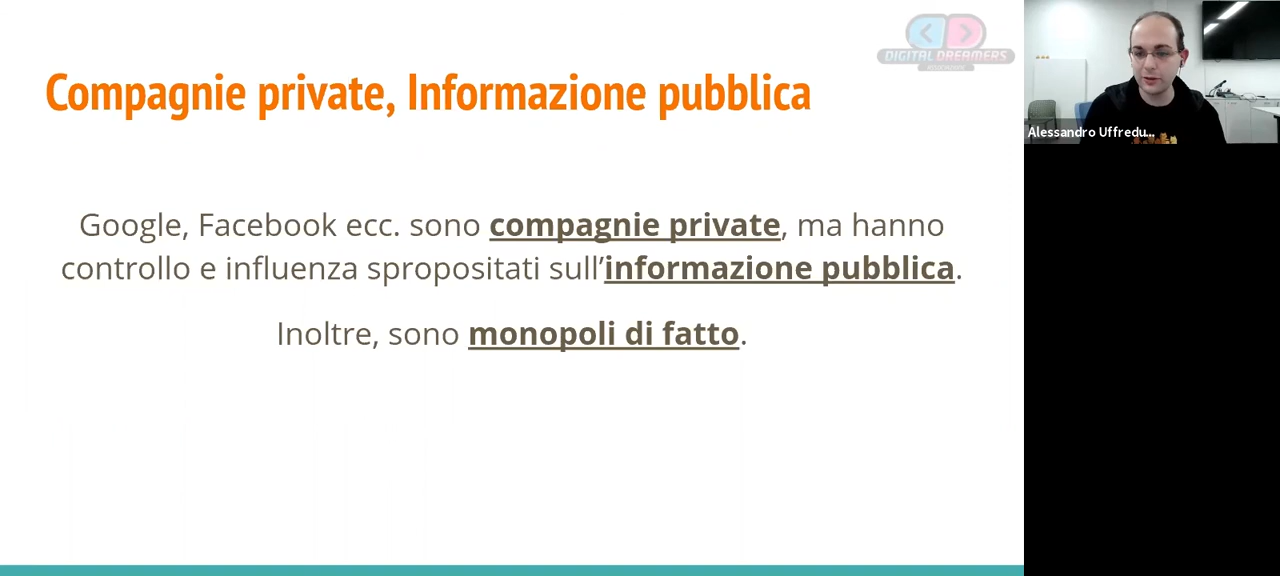 DIGITAL DREAMERS
Compagnie private, Informazione pubblica
Alessandro Uffredu...
Google, Facebook ecc. sono compagnie private, ma hanno
controllo e influenza spropositati sull’informazione pubblica.
Inoltre, sono monopoli di fatto.